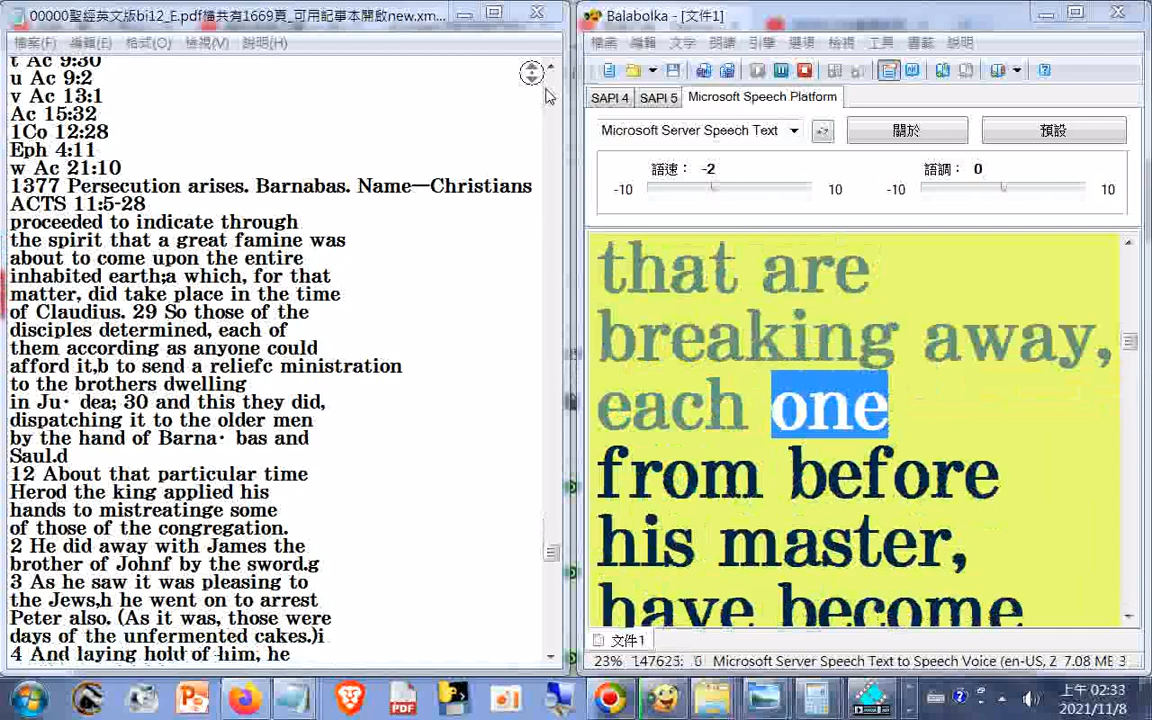 00000聖經英文版bi12_E.pdf檔共有1669頁_可用記事本開啟new.xm...
檔案(F) 編輯(E) 格式(O) 檢視(V) 說明(H)
t Ac 9:30
u Ac 9:2
v Ac 13:1
Ac 15:32
1Co 12:28
Eph 4:11
w Ac 21:10
1377 Persecution arises. Barnabas. Name—Christians
ACTS 11:5-28
proceeded to indicate through
the spirit that a great famine was
about to come upon the entire
inhabited earth;a which, for that
matter, did take place in the time
of Claudius. 29 So those of the
disciples determined, each of
them according as anyone could
afford it,b to send a reliefc ministration
to the brothers dwelling
in Ju‧ dea; 30 and this they did,
dispatching it to the older men
by the hand of Barna‧ bas and
Saul.d
12 About that particular time
Herod the king applied his
hands to mistreatinge some
of those of the congregation.
2 He did away with James the
brother of Johnf by the sword.g
3 As he saw it was pleasing to
the Jews,h he went on to arrest
Peter also. (As it was, those were
days of the unfermented cakes.)i
4 And laying hold of him, he
Balabolka - [文件1]
檔案 編輯 文字 朗讀 引擎 選項 檢視 工具 書籤 說明
SAPI 4 SAPI 5 Microsoft Speech Platform
Microsoft Server Speech Text 關於 預設
語速： -2 語調： 0
-10 10 -10 10
that are
breaking away,
each one
from before
his master,
have become
文件1
23% 147623: Microsoft Server Speech Text to Speech Voice (en-US, 2 7.08 MB 3
PDF
上午 02:33
2021/11/8